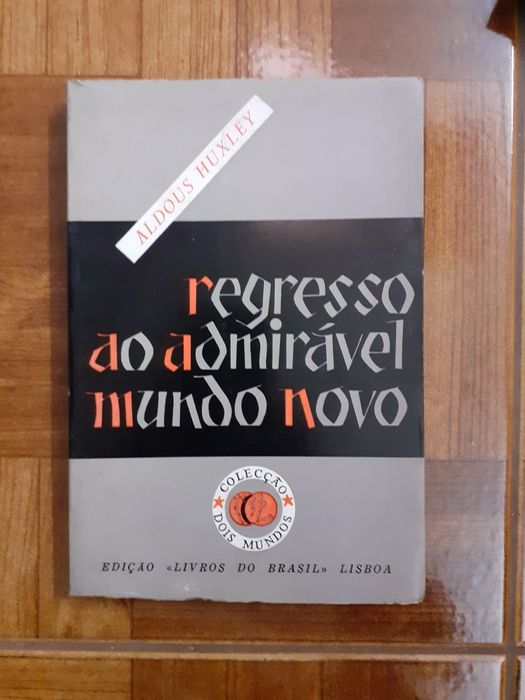 ALDOUS HUXLEY
regresso
ao admirável
mundo novo
COLECÇÃO
DOIS MUNDOS
EDIÇÃO «LIVROS DO BRASIL» LISBOA